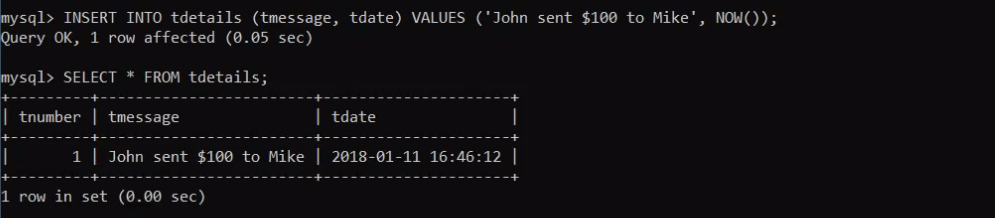 mysql> INSERT INTO tdetails (tmessage, tdate) VALUES ('John sent $100 to Mike', NOW());
Query OK, 1 row affected (0.05 sec)
mysql> SELECT * FROM tdetails;
+---------+------------------------+---------------------+
| tnumber | tmessage               | tdate               |
+---------+------------------------+---------------------+
|       1 | John sent $100 to Mike | 2018-01-11 16:46:12 |
+---------+------------------------+---------------------+
1 row in set (0.00 sec)